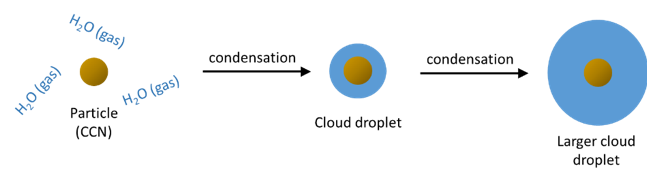 H₂O (gas)
H₂O (gas)
H₂O (gas)
Particle
(CCN)
condensation
Cloud droplet
condensation
Larger cloud
droplet